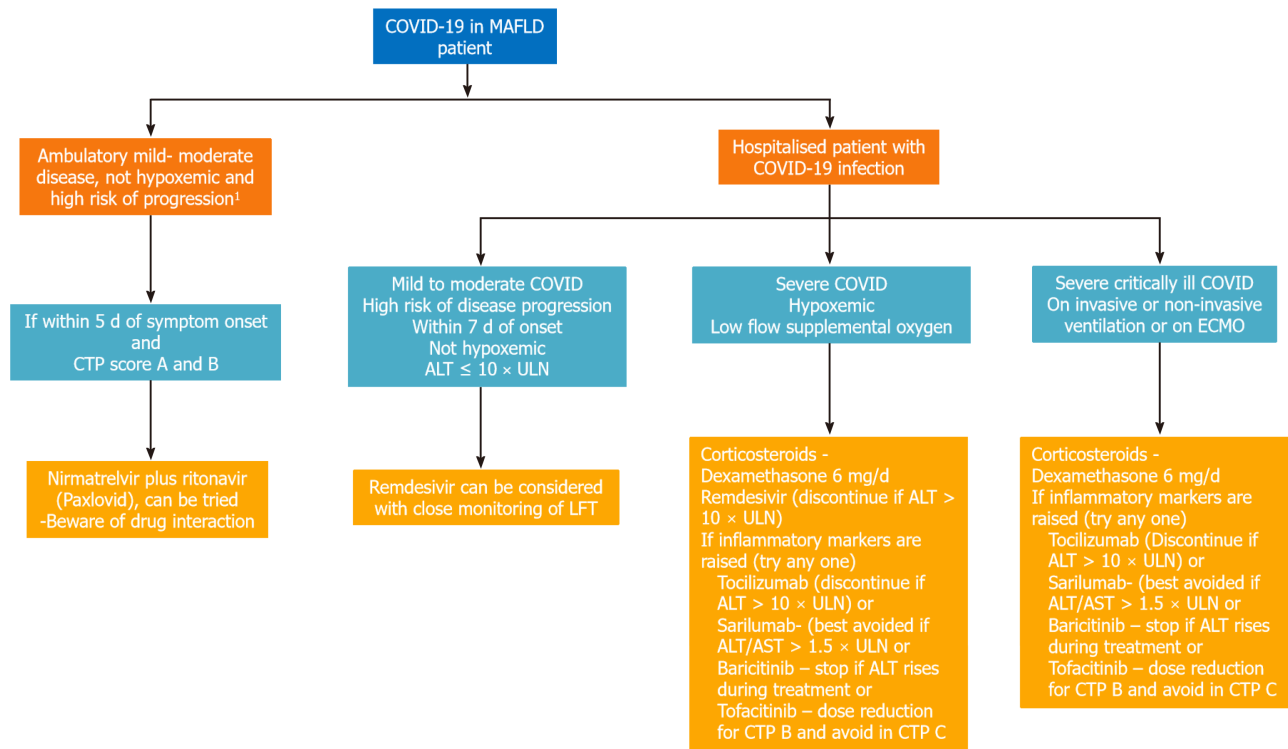 COVID-19 in MAFLD
patient
Ambulatory mild- moderate
disease, not hypoxemic and
high risk of progression¹
Hospitalised patient with
COVID-19 infection
If within 5 d of symptom onset
and
CTP score A and B
Mild to moderate COVID
High risk of disease progression
Within 7 d of onset
Not hypoxemic
ALT ≤ 10 × ULN
Severe COVID
Hypoxemic
Low flow supplemental oxygen
Severe critically ill COVID
On invasive or non-invasive
ventilation or on ECMO
Nirmatrelvir plus ritonavir
(Paxlovid), can be tried
-Beware of drug interaction
Remdesivir can be considered
with close monitoring of LFT
Corticosteroids -
Dexamethasone 6 mg/d
Remdesivir (discontinue if ALT >
10 × ULN)
If inflammatory markers are
raised (try any one)
Tocilizumab (discontinue if
ALT > 10 × ULN) or
Sarilumab- (best avoided if
ALT/AST > 1.5 × ULN or
Baricitinib – stop if ALT rises
during treatment or
Tofacitinib – dose reduction
for CTP B and avoid in CTP C
Corticosteroids -
Dexamethasone 6 mg/d
If inflammatory markers are
raised (try any one)
Tocilizumab (Discontinue if
ALT > 10 × ULN) or
Sarilumab- (best avoided if
ALT/AST > 1.5 × ULN or
Baricitinib – stop if ALT rises
during treatment or
Tofacitinib – dose reduction
for CTP B and avoid in CTP C